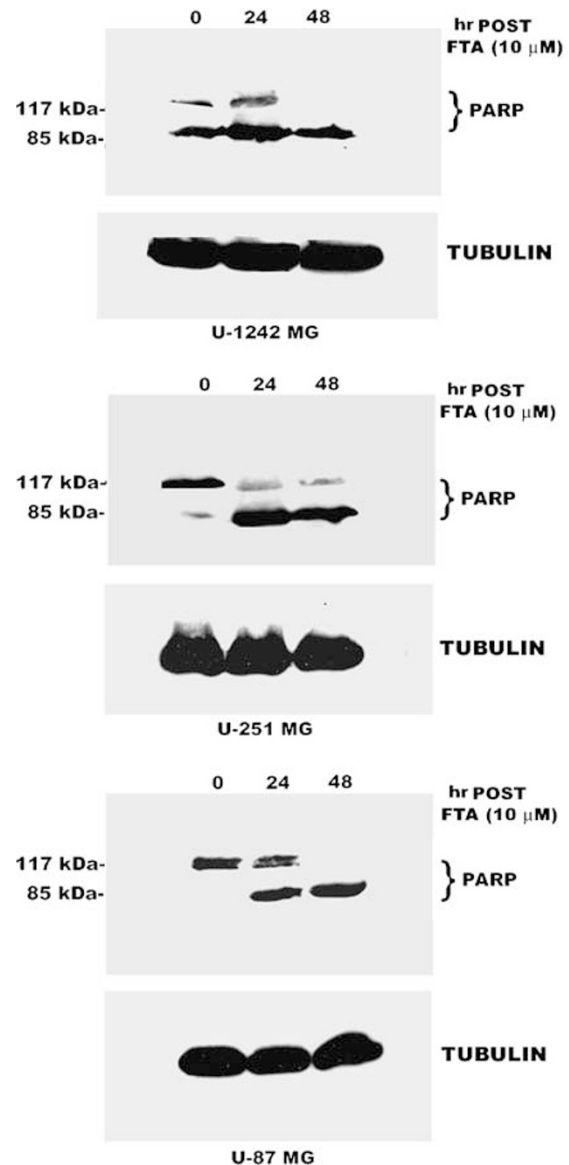 0 24 48
hr POST
FTA (10 μM)
117 kDa-
85 kDa-
} PARP
TUBULIN
U-1242 MG
0 24 48
hr POST
FTA (10 μM)
117 kDa-
85 kDa-
} PARP
TUBULIN
U-251 MG
0 24 48
hr POST
FTA (10 μM)
117 kDa-
85 kDa-
} PARP
TUBULIN
U-87 MG